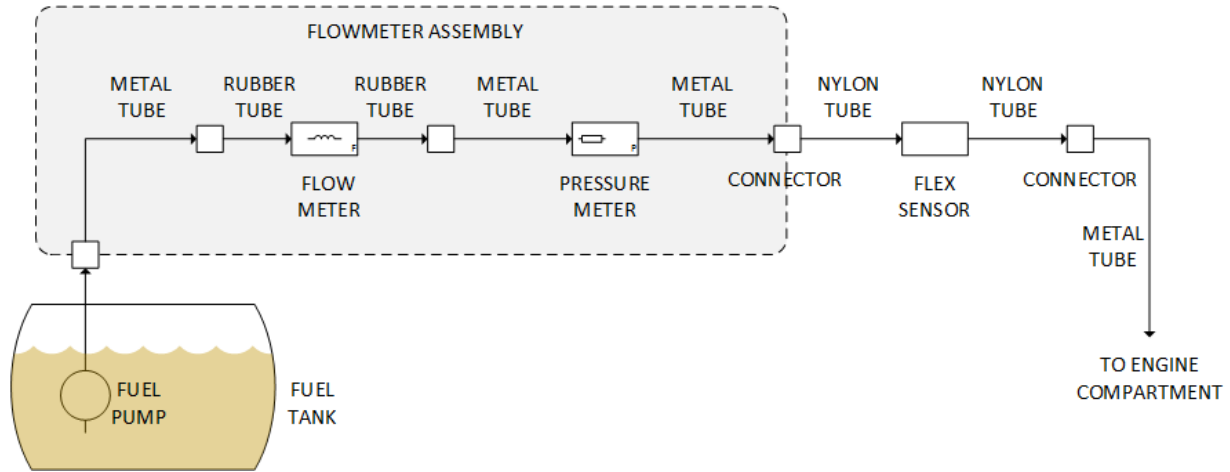 FLOWMETER ASSEMBLY
METAL
TUBE
RUBBER
TUBE
RUBBER
TUBE
METAL
TUBE
METAL
TUBE
NYLON
TUBE
NYLON
TUBE
F
P
FLOW
METER
PRESSURE
METER
CONNECTOR
FLEX
SENSOR
CONNECTOR
METAL
TUBE
FUEL
PUMP
FUEL
TANK
TO ENGINE
COMPARTMENT